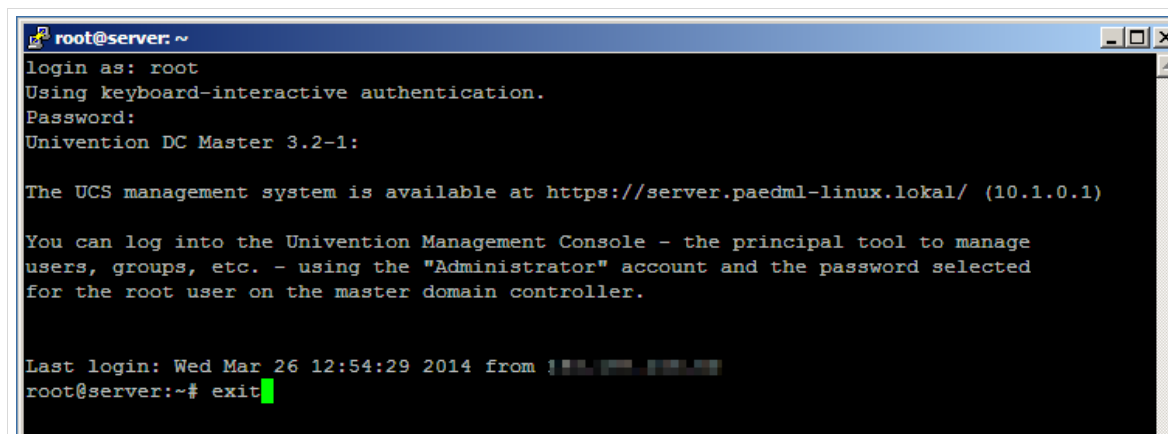 root@server: ~
login as: root
Using keyboard-interactive authentication.
Password:
Univention DC Master 3.2-1:
The UCS management system is available at https://server.paedml-linux.lokal/ (10.1.0.1)
You can log into the Univention Management Console - the principal tool to manage
users, groups, etc. - using the "Administrator" account and the password selected
for the root user on the master domain controller.
Last login: Wed Mar 26 12:54:29 2014 from
root@server:~# exit